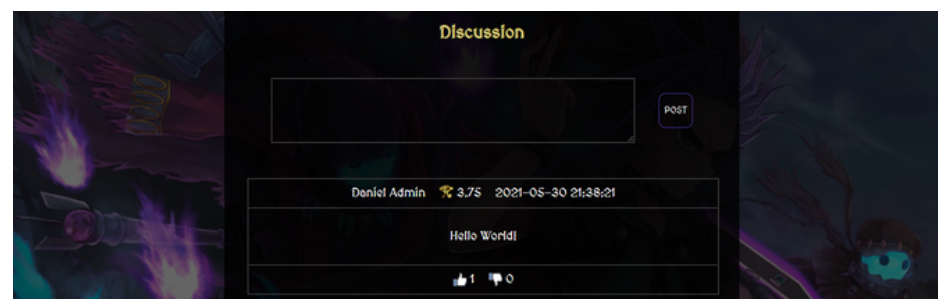 Discussion
POST
Daniel Admin 3.75 2021-05-30 21:38:21
Hello World!
1 0